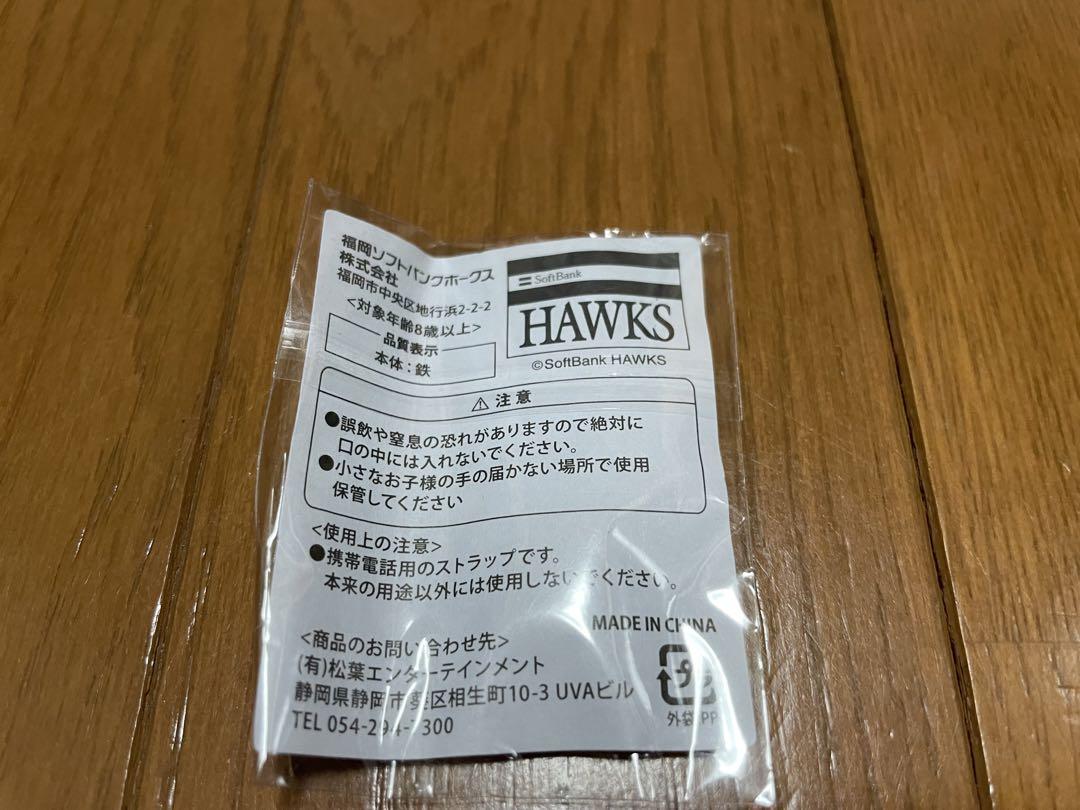 福岡ソフトバンクホークス
株式会社
福岡市中央区地行浜2-2-2
<対象年齢8歳以上>
品質表示
本体：鉄
SoftBank
HAWKS
©SoftBank HAWKS
⚠ 注意
●誤飲や窒息の恐れがありますので絶対に
口の中には入れないでください。
●小さなお子様の手の届かない場所で使用
保管してください
<使用上の注意>
●携帯電話用のストラップです。
本来の用途以外には使用しないでください。
MADE IN CHINA
<商品のお問い合わせ先>
(有)松葉エンターテインメント
静岡県静岡市葵区相生町10-3 UVAビル
TEL 054-294-7300
プラ
外袋:PP